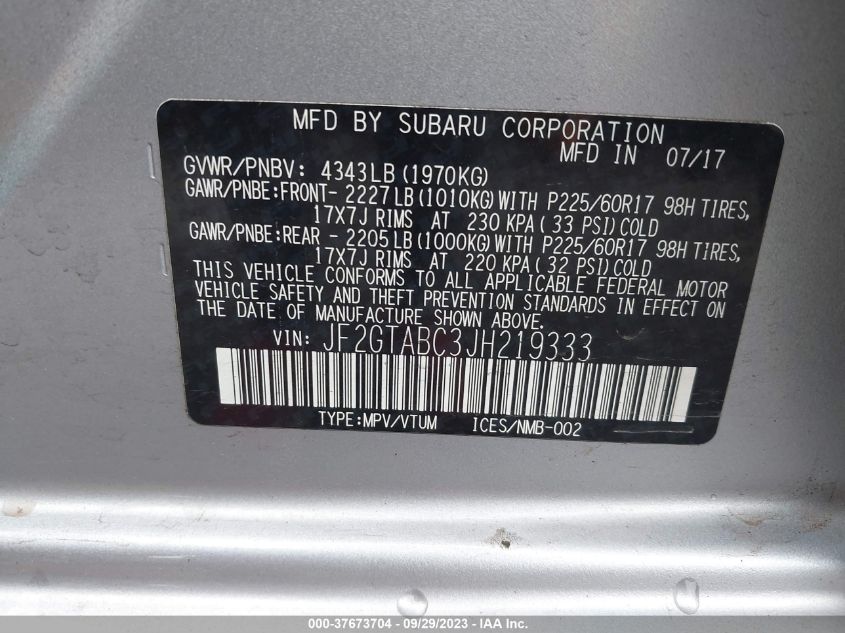 MFD BY SUBARU CORPORATION
MFD IN 07/17
GVWR/PNBV: 4343LB (1970KG)
GAWR/PNBE:FRONT- 2227LB(1010KG)WITH P225/60R17 98H TIRES,
17X7J RIMS AT 230 KPA( 33 PSI)COLD
GAWR/PNBE:REAR - 2205LB(1000KG)WITH P225/60R17 98H TIRES,
17X7J RIMS AT 220 KPA( 32 PSI)COLD
THIS VEHICLE CONFORMS TO ALL APPLICABLE FEDERAL MOTOR
VEHICLE SAFETY AND THEFT PREVENTION STANDARDS IN EFFECT ON
THE DATE OF MANUFACTURE SHOWN ABOVE.
VIN: JF2GTABC3JH219333
TYPE:MPV/VTUM ICES/NMB-002
000-37673704 - 09/29/2023 - IAA Inc.